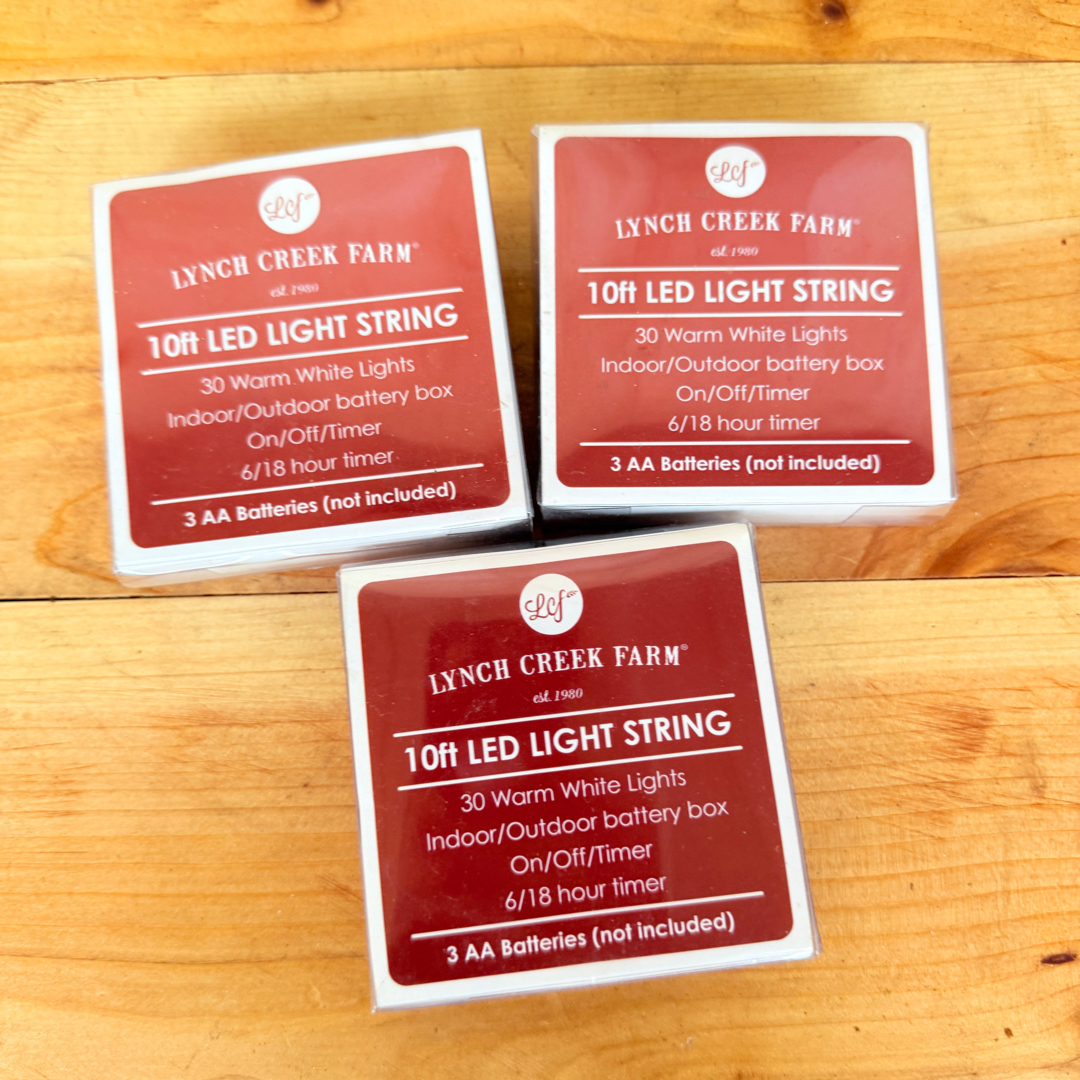 Lcf
LYNCH CREEK FARM®
est. 1980
10ft LED LIGHT STRING
30 Warm White Lights
Indoor/Outdoor battery box
On/Off/Timer
6/18 hour timer
3 AA Batteries (not included)
Lcf
LYNCH CREEK FARM®
est. 1980
10ft LED LIGHT STRING
30 Warm White Lights
Indoor/Outdoor battery box
On/Off/Timer
6/18 hour timer
3 AA Batteries (not included)
Lcf
LYNCH CREEK FARM®
est. 1980
10ft LED LIGHT STRING
30 Warm White Lights
Indoor/Outdoor battery box
On/Off/Timer
6/18 hour timer
3 AA Batteries (not included)